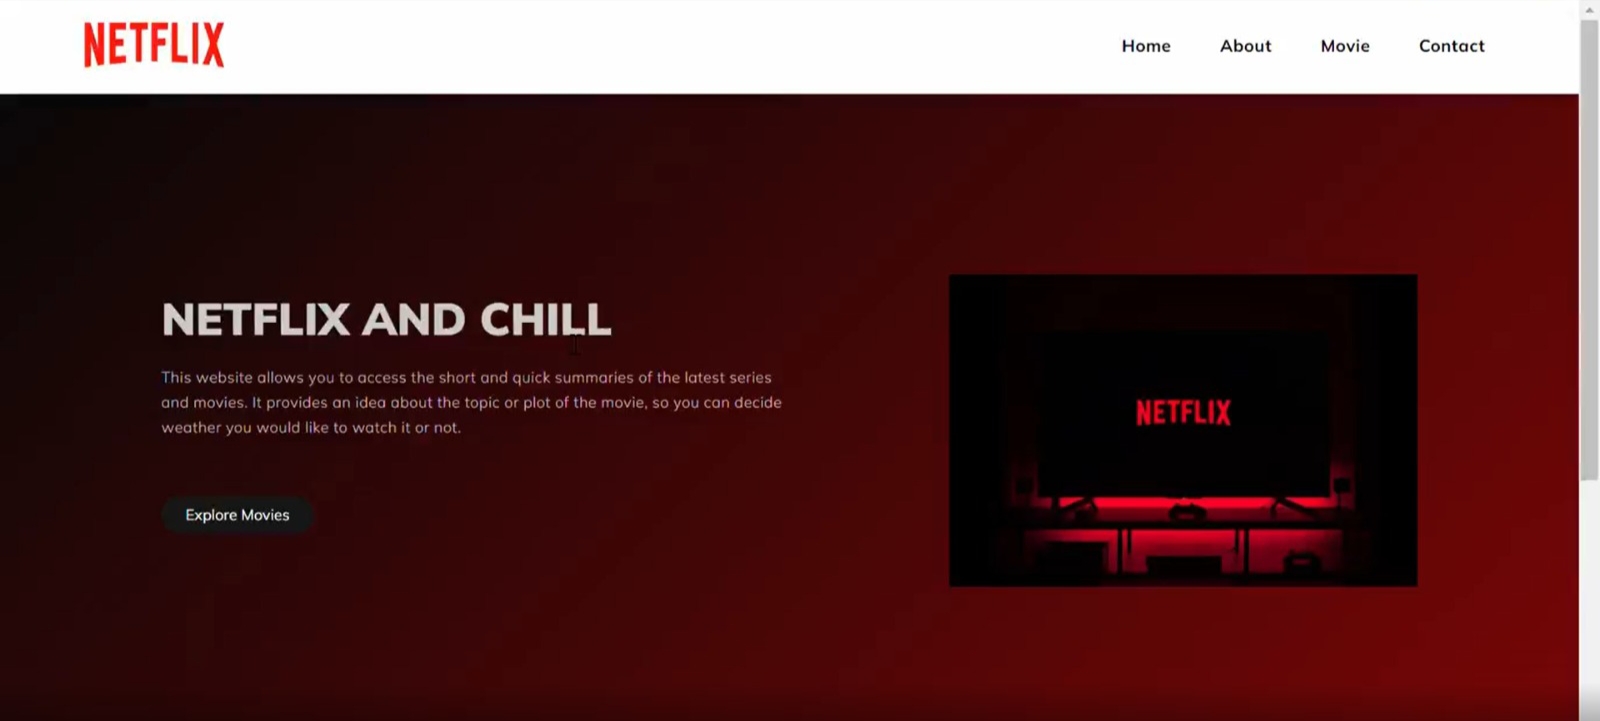 NETFLIX
Home About Movie Contact
NETFLIX AND CHILL
This website allows you to access the short and quick summaries of the latest series
and movies. It provides an idea about the topic or plot of the movie, so you can decide
weather you would like to watch it or not.
Explore Movies
NETFLIX